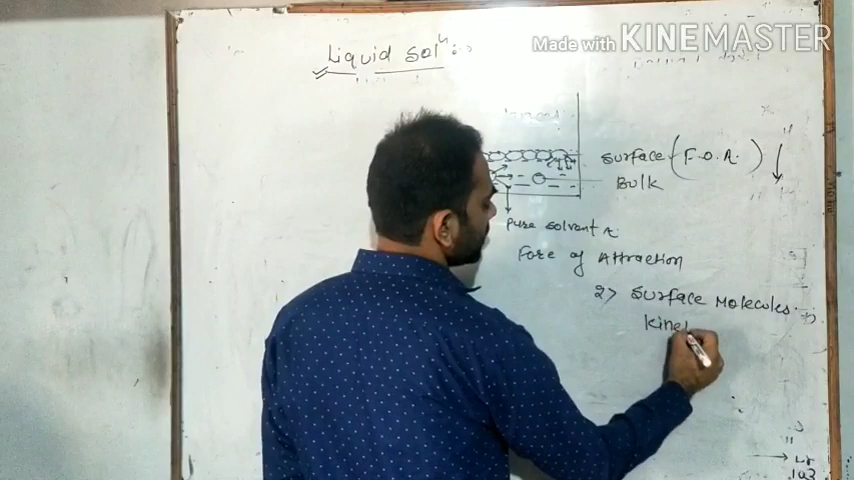 Made with KINEMASTER
Liquid solⁿ :-
surface (F.O.A.) ↓
Bulk
Pure solvent A.
Force of Attraction
2> Surface Molecules.
kine